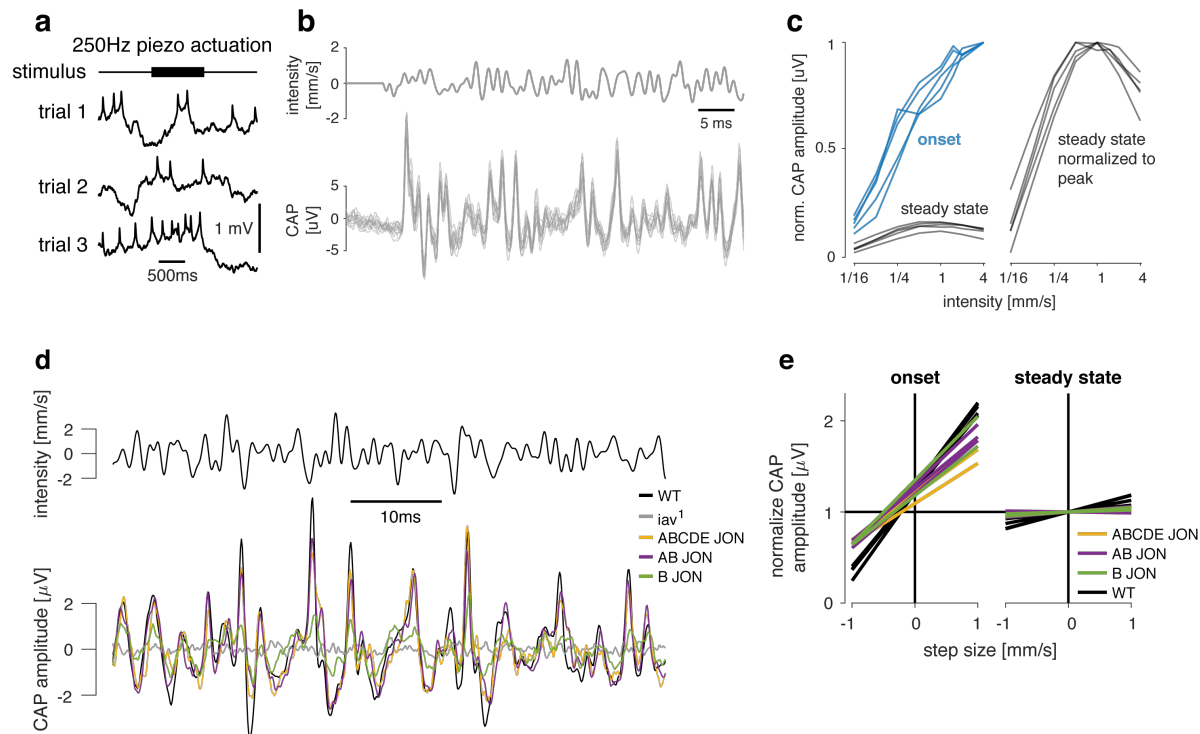 a
250Hz piezo actuation
stimulus
trial 1
trial 2
trial 3
1 mV
500ms
b
intensity
[mm/s]
2
0
-2
5 ms
CAP
[uV]
5
0
-5
c
norm. CAP amplitude [uV]
1
0.5
0
onset
steady state
steady state
normalized to
peak
1/16
1/4
1
4
1/16
1/4
1
4
intensity [mm/s]
d
intensity [mm/s]
2
0
-2
10ms
WT
iav1
ABCDE JON
AB JON
B JON
CAP amplitude [µV]
2
0
-2
e
onset
steady state
normalize CAP
ampplitude [µV]
2
1
0
ABCDE JON
AB JON
B JON
WT
-1
0
1
-1
0
1
step size [mm/s]